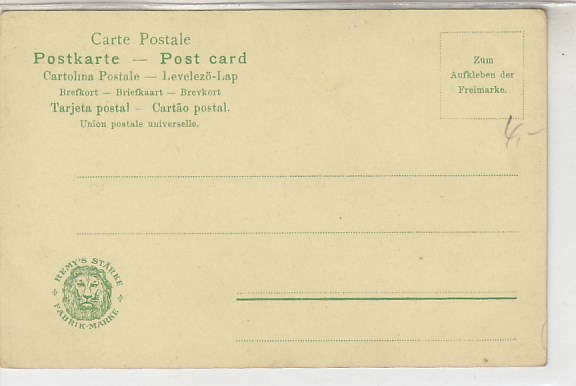 Carte Postale
Postkarte — Post card
Cartolina Postale — Levelező-Lap
Brefkort — Briefkaart — Brevkort
Tarjeta postal — Cartão postal.
Union postale universelle.
Zum
Aufkleben der
Freimarke.
4,-
REMY'S STÄRKE
FABRIK-MARKE